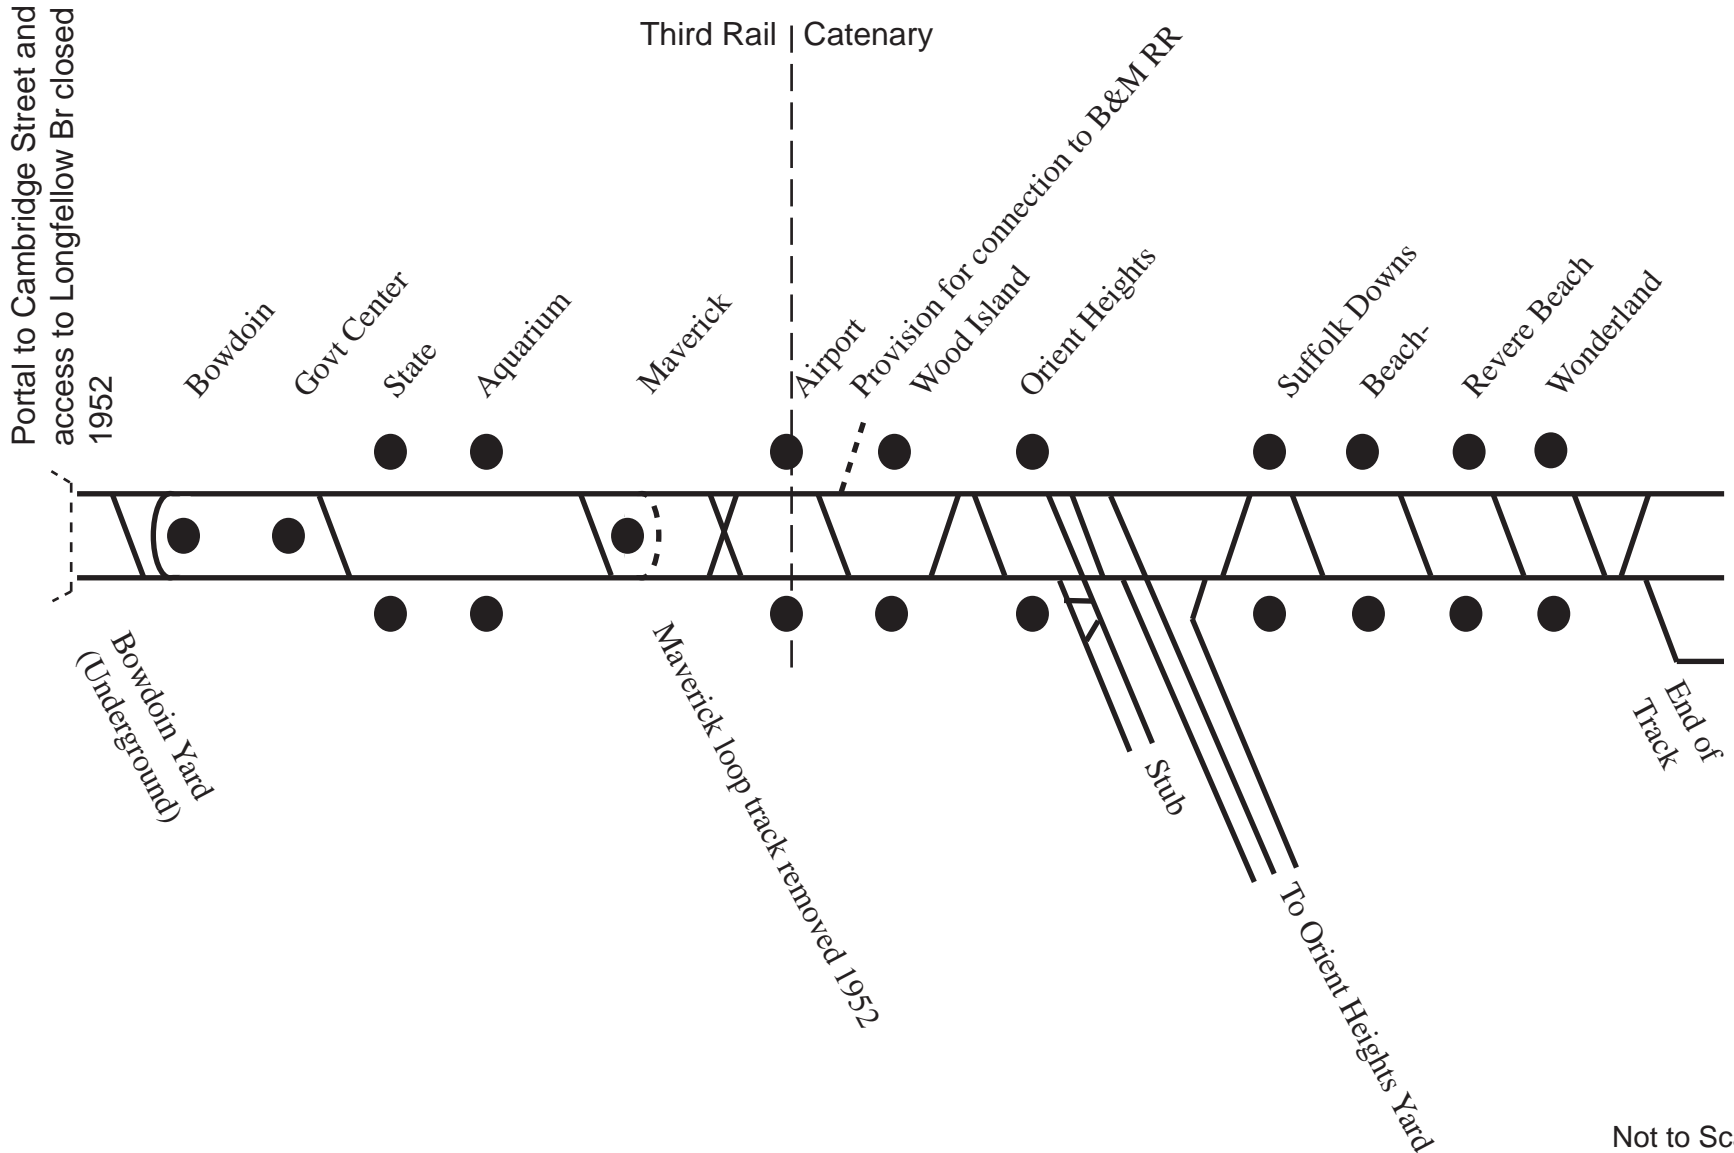 Portal to Cambridge Street and
access to Longfellow Br closed
1952
Third Rail
Catenary
Bowdoin
Govt Center
State
Aquarium
Maverick
Airport
Provision for connection to B&M RR
Wood Island
Orient Heights
Suffolk Downs
Beach-
Revere Beach
Wonderland
Bowdoin Yard
(Underground)
Maverick loop track removed 1952
Stub
To Orient Heights Yard
End of
Track
Not to Sc